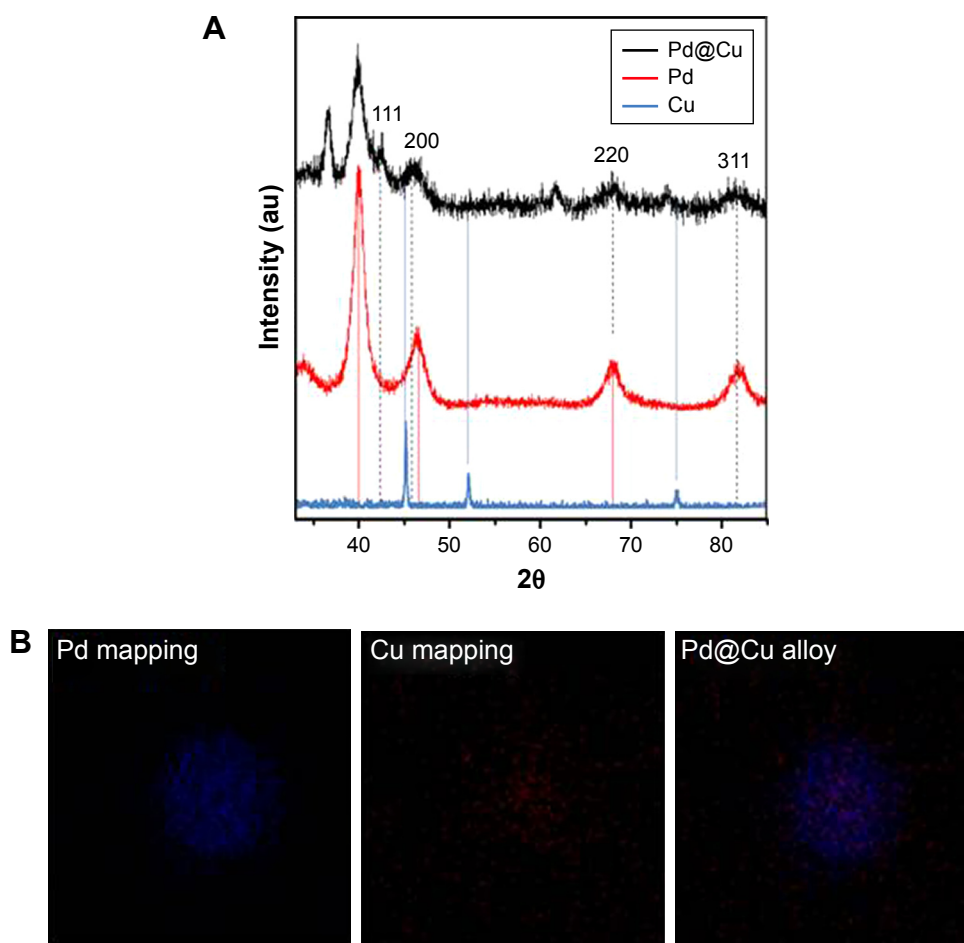 A
Pd@Cu
Pd
Cu
111
200
220
311
Intensity (au)
40
50
60
70
80
2θ
B
Pd mapping
Cu mapping
Pd@Cu alloy